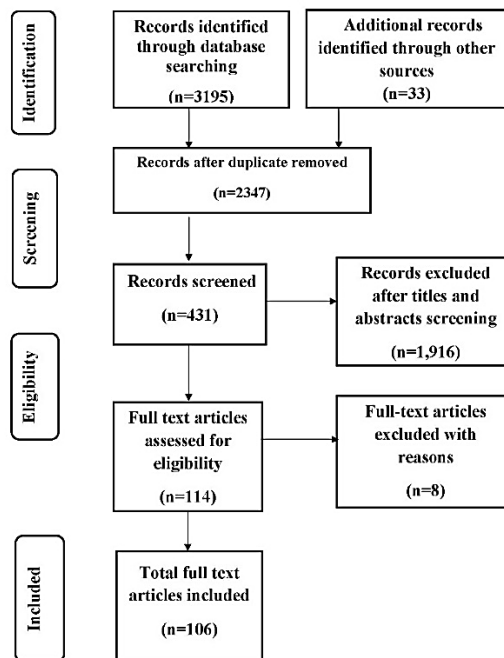 Identification
Records identified
through database
searching
(n=3195)
Additional records
identified through other
sources
(n=33)
Records after duplicate removed
(n=2347)
Screening
Records screened
(n=431)
Records excluded
after titles and
abstracts screening
(n=1,916)
Eligibility
Full text articles
assessed for
eligibility
(n=114)
Full-text articles
excluded with
reasons
(n=8)
Included
Total full text
articles included
(n=106)